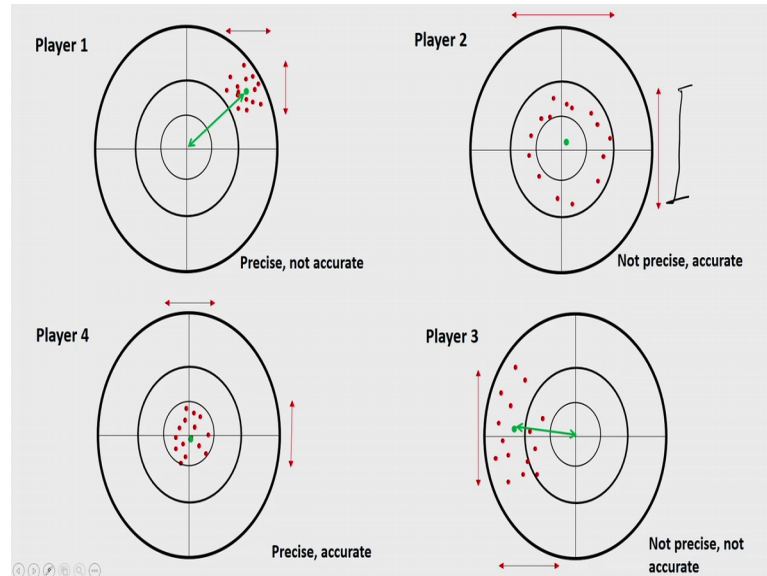 Player 1
Player 2
Precise, not accurate
Not precise, accurate
Player 4
Player 3
Precise, accurate
Not precise, not
accurate